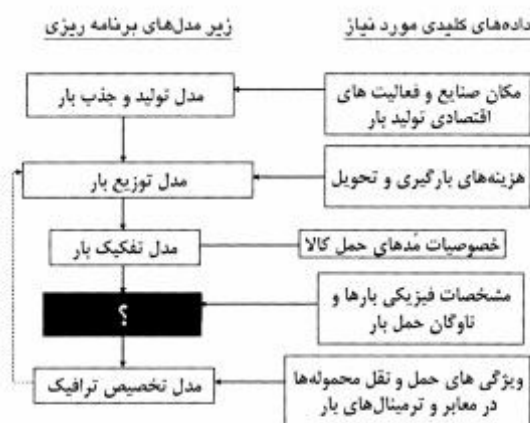 داده‌های کلیدی مورد نیاز
زیر مدل‌های برنامه ریزی
مکان صنایع و فعالیت های
اقتصادی تولید بار
مدل تولید و جذب بار
هزینه‌های بارگیری و تحویل
مدل توزیع بار
خصوصیات مُدهای حمل کالا
مدل تفکیک بار
مشخصات فیزیکی بارها و
ناوگان حمل بار
؟
ویژگی های حمل و نقل محموله‌ها
در معابر و ترمینال‌های بار
مدل تخصیص ترافیک